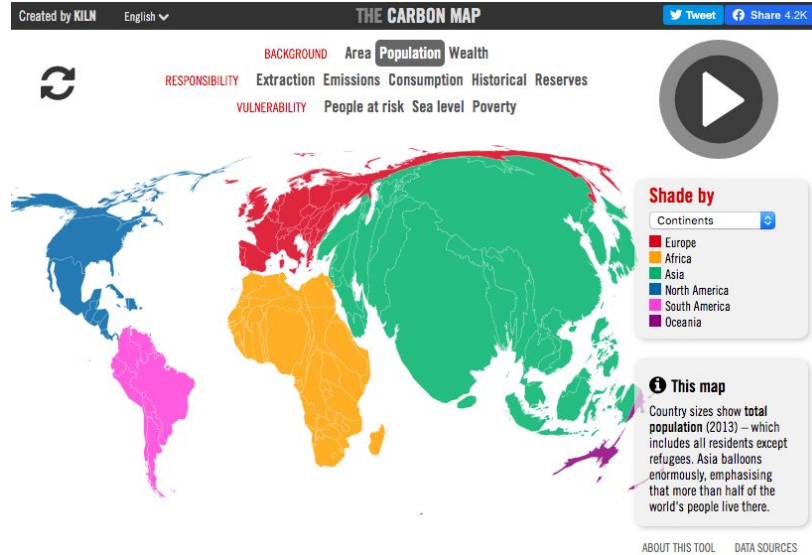 Created by KILN English THE CARBON MAP Tweet Share 4.2K
BACKGROUND Area Population Wealth
RESPONSIBILITY Extraction Emissions Consumption Historical Reserves
VULNERABILITY People at risk Sea level Poverty
Shade by
Continents
Europe
Africa
Asia
North America
South America
Oceania
This map
Country sizes show total
population (2013) – which
includes all residents except
refugees. Asia balloons
enormously, emphasising
that more than half of the
world's people live there.
ABOUT THIS TOOL DATA SOURCES